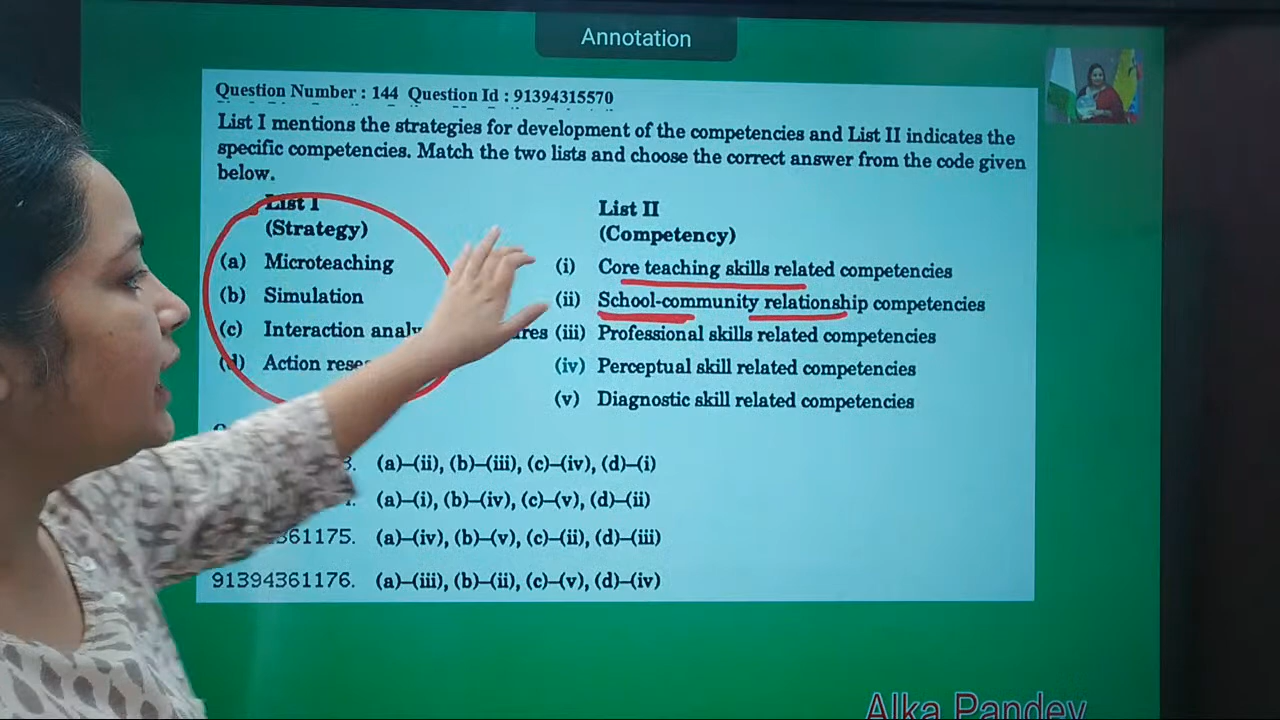 Annotation
Question Number : 144 Question Id : 91394315570
List I mentions the strategies for development of the competencies and List II indicates the
specific competencies. Match the two lists and choose the correct answer from the code given
below.
List I List II
(Strategy) (Competency)
(a) Microteaching (i) Core teaching skills related competencies
(b) Simulation (ii) School-community relationship competencies
(c) Interaction (iii) Professional skills related competencies
(d) Action (iv) Perceptual skill related competencies
(v) Diagnostic skill related competencies
(a)–(ii), (b)–(iii), (c)–(iv), (d)–(i)
(a)–(i), (b)–(iv), (c)–(v), (d)–(ii)
61175. (a)–(iv), (b)–(v), (c)–(ii), (d)–(iii)
91394361176. (a)–(iii), (b)–(ii), (c)–(v), (d)–(iv)
Alka Pandey